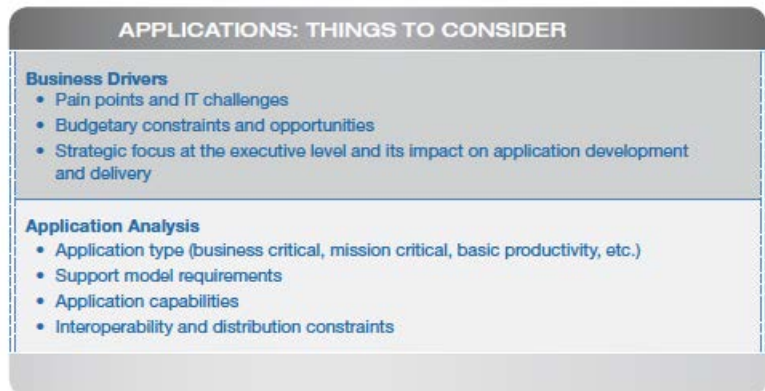 APPLICATIONS: THINGS TO CONSIDER
Business Drivers
• Pain points and IT challenges
• Budgetary constraints and opportunities
• Strategic focus at the executive level and its impact on application development
and delivery
Application Analysis
• Application type (business critical, mission critical, basic productivity, etc.)
• Support model requirements
• Application capabilities
• Interoperability and distribution constraints